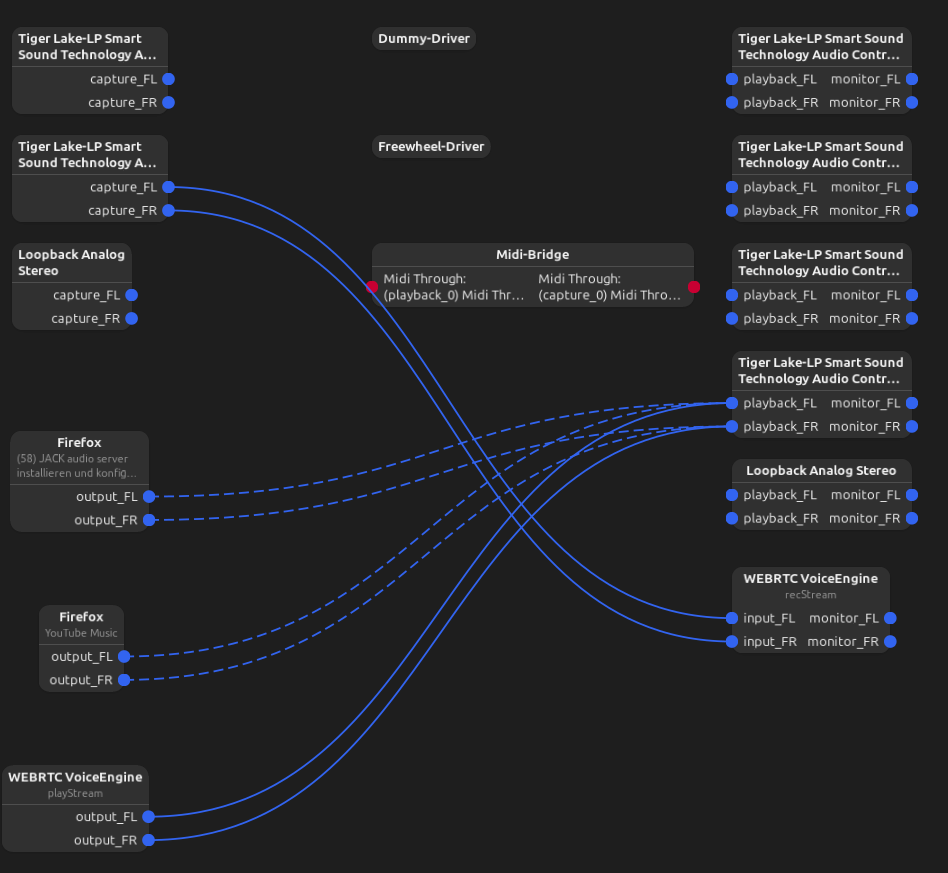 Tiger Lake-LP Smart
Sound Technology A...
capture_FL
capture_FR
Tiger Lake-LP Smart
Sound Technology A...
capture_FL
capture_FR
Loopback Analog
Stereo
capture_FL
capture_FR
Firefox
(58) JACK audio server
installieren und konfig...
output_FL
output_FR
Firefox
YouTube Music
output_FL
output_FR
WEBRTC VoiceEngine
playStream
output_FL
output_FR
Dummy-Driver
Freewheel-Driver
Midi-Bridge
Midi Through:
(playback_0) Midi Thr...
Midi Through:
(capture_0) Midi Thro...
Tiger Lake-LP Smart Sound
Technology Audio Contr...
playback_FL monitor_FL
playback_FR monitor_FR
Tiger Lake-LP Smart Sound
Technology Audio Contr...
playback_FL monitor_FL
playback_FR monitor_FR
Tiger Lake-LP Smart Sound
Technology Audio Contr...
playback_FL monitor_FL
playback_FR monitor_FR
Tiger Lake-LP Smart Sound
Technology Audio Contr...
playback_FL monitor_FL
playback_FR monitor_FR
Loopback Analog Stereo
playback_FL monitor_FL
playback_FR monitor_FR
WEBRTC VoiceEngine
recStream
input_FL monitor_FL
input_FR monitor_FR